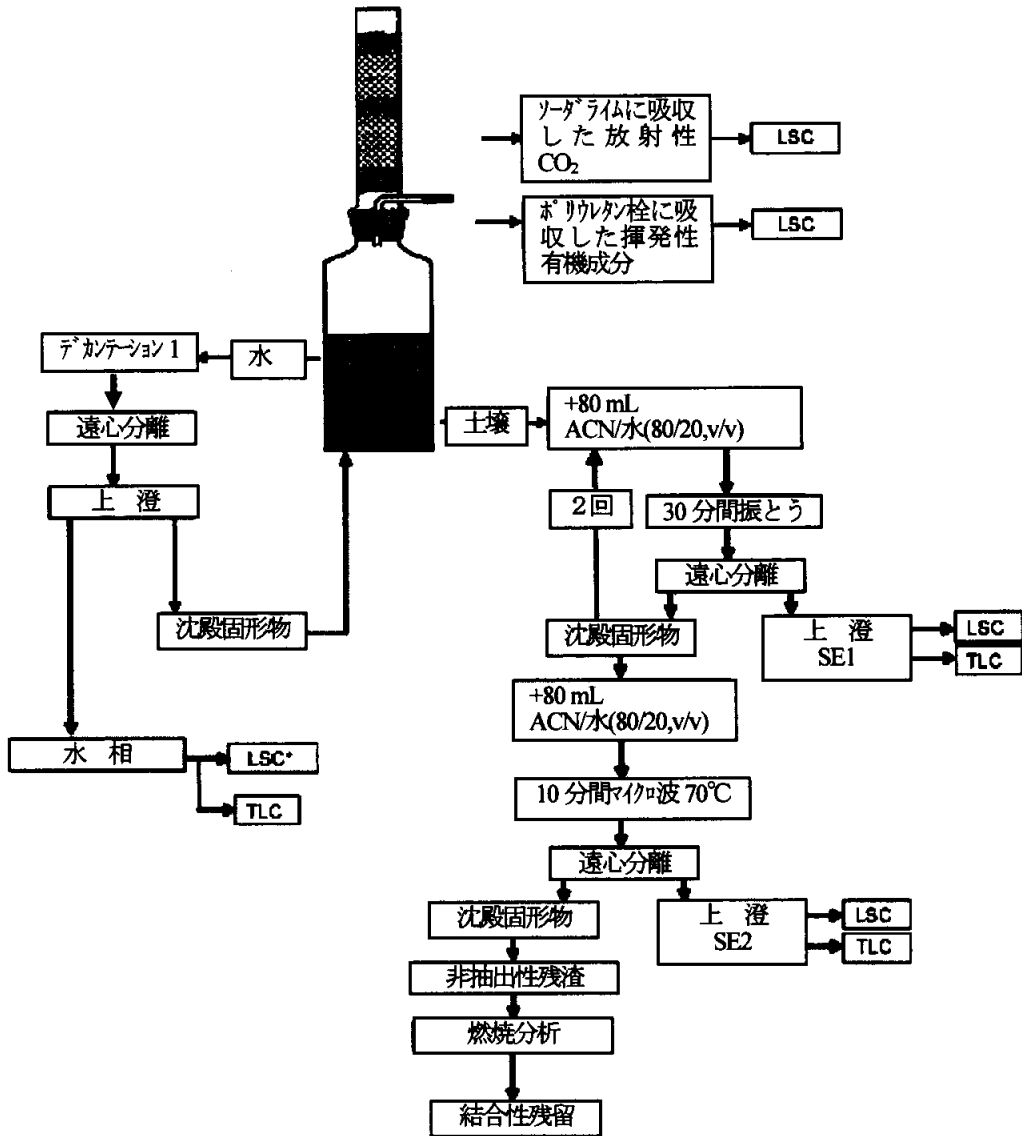 ｿｰﾀﾞﾗｲﾑに吸収
した放射性
CO₂
LSC
ﾎﾟﾘｳﾚﾀﾝ栓に吸
収した揮発性
有機成分
LSC
ﾃﾞｶﾝﾃｰｼｮﾝ 1
水
遠心分離
上 澄
沈殿固形物
水 相
LSC*
TLC
土壌
+80 mL
ACN/水(80/20,v/v)
2回
30 分間振とう
遠心分離
沈殿固形物
上 澄
SE1
LSC
TLC
+80 mL
ACN/水(80/20,v/v)
10 分間ﾏｲｸﾛ波 70℃
遠心分離
沈殿固形物
上 澄
SE2
LSC
TLC
非抽出性残渣
燃焼分析
結合性残留